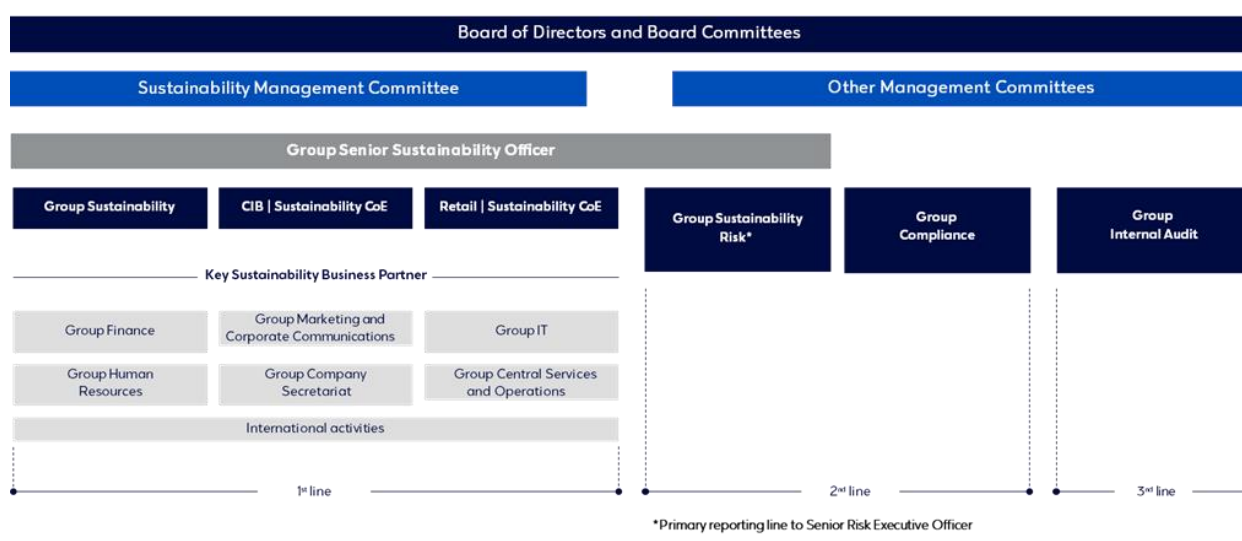 Board of Directors and Board Committees
Sustainability Management Committee
Other Management Committees
Group Senior Sustainability Officer
Group Sustainability
CIB | Sustainability CoE
Retail | Sustainability CoE
Group Sustainability
Risk*
Group
Compliance
Group
Internal Audit
Key Sustainability Business Partner
Group Finance
Group Marketing and
Corporate Communications
Group IT
Group Human
Resources
Group Company
Secretariat
Group Central Services
and Operations
International activities
1st line
2nd line
3rd line
*Primary reporting line to Senior Risk Executive Officer